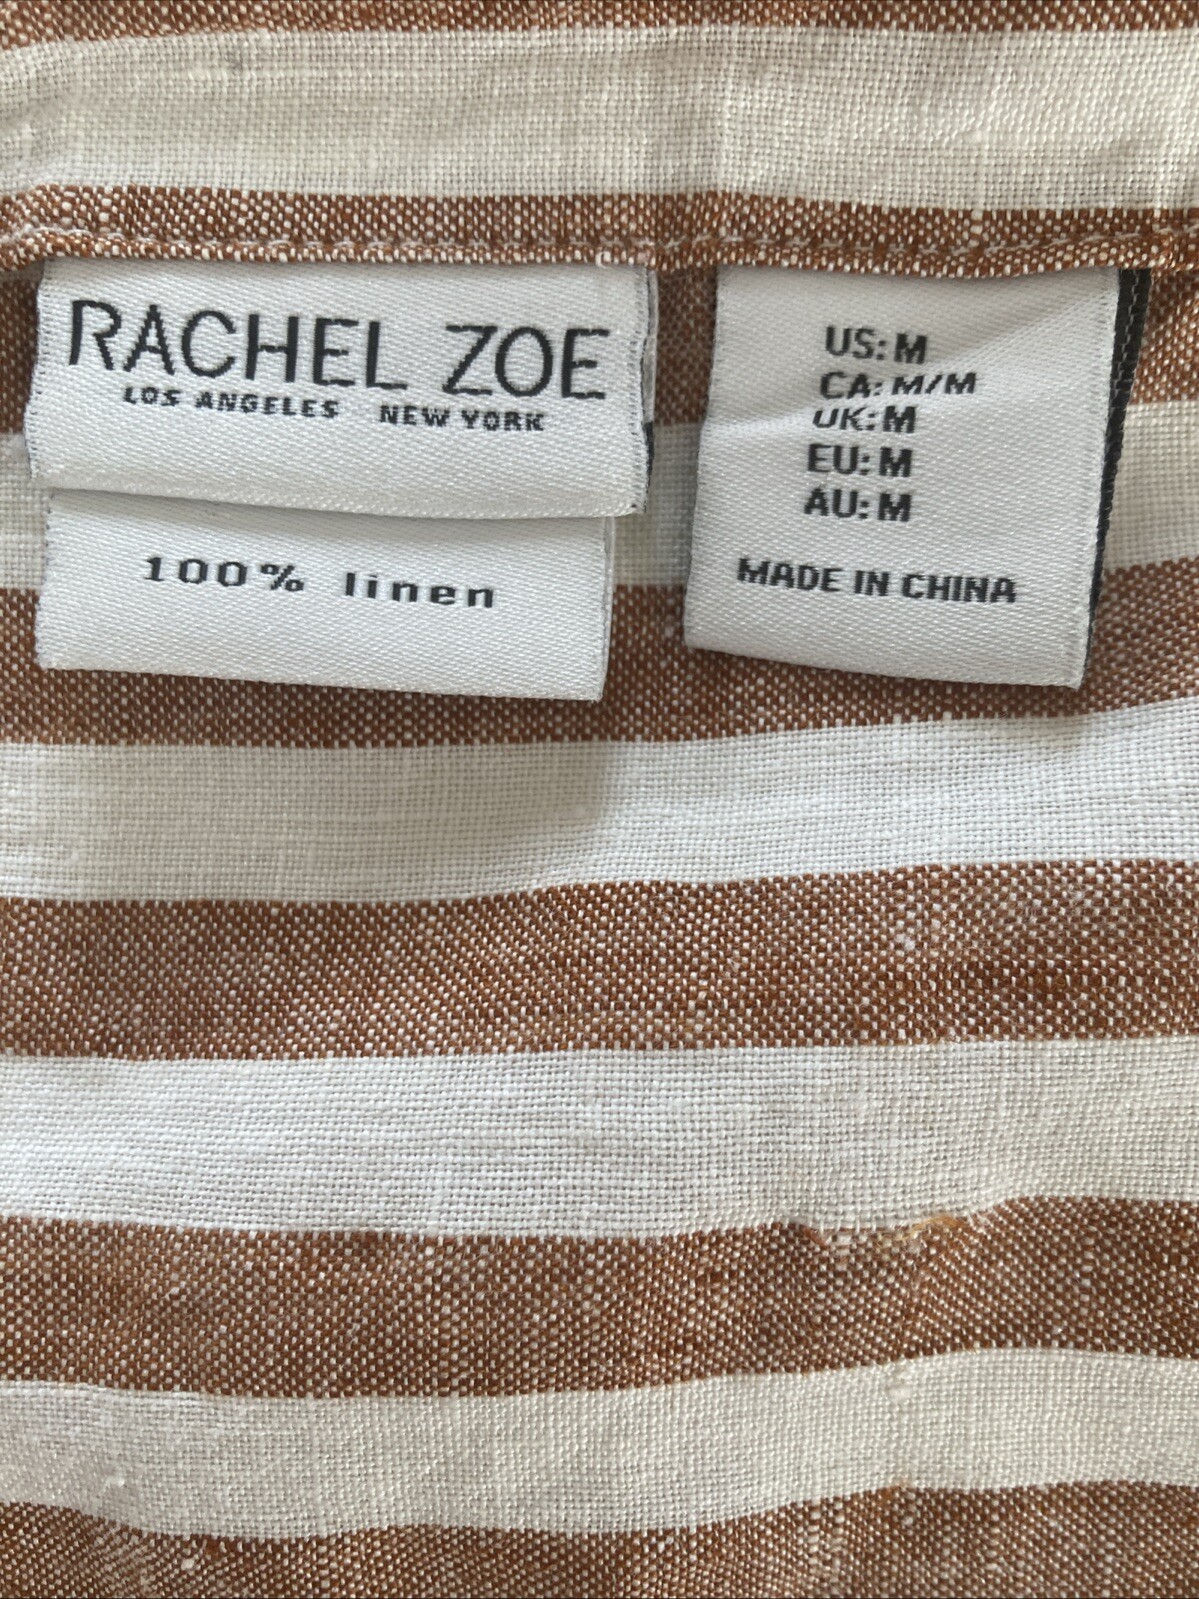 RACHEL ZOE
LOS ANGELES NEW YORK
100% linen
US: M
CA: M/M
UK: M
EU: M
AU: M
MADE IN CHINA